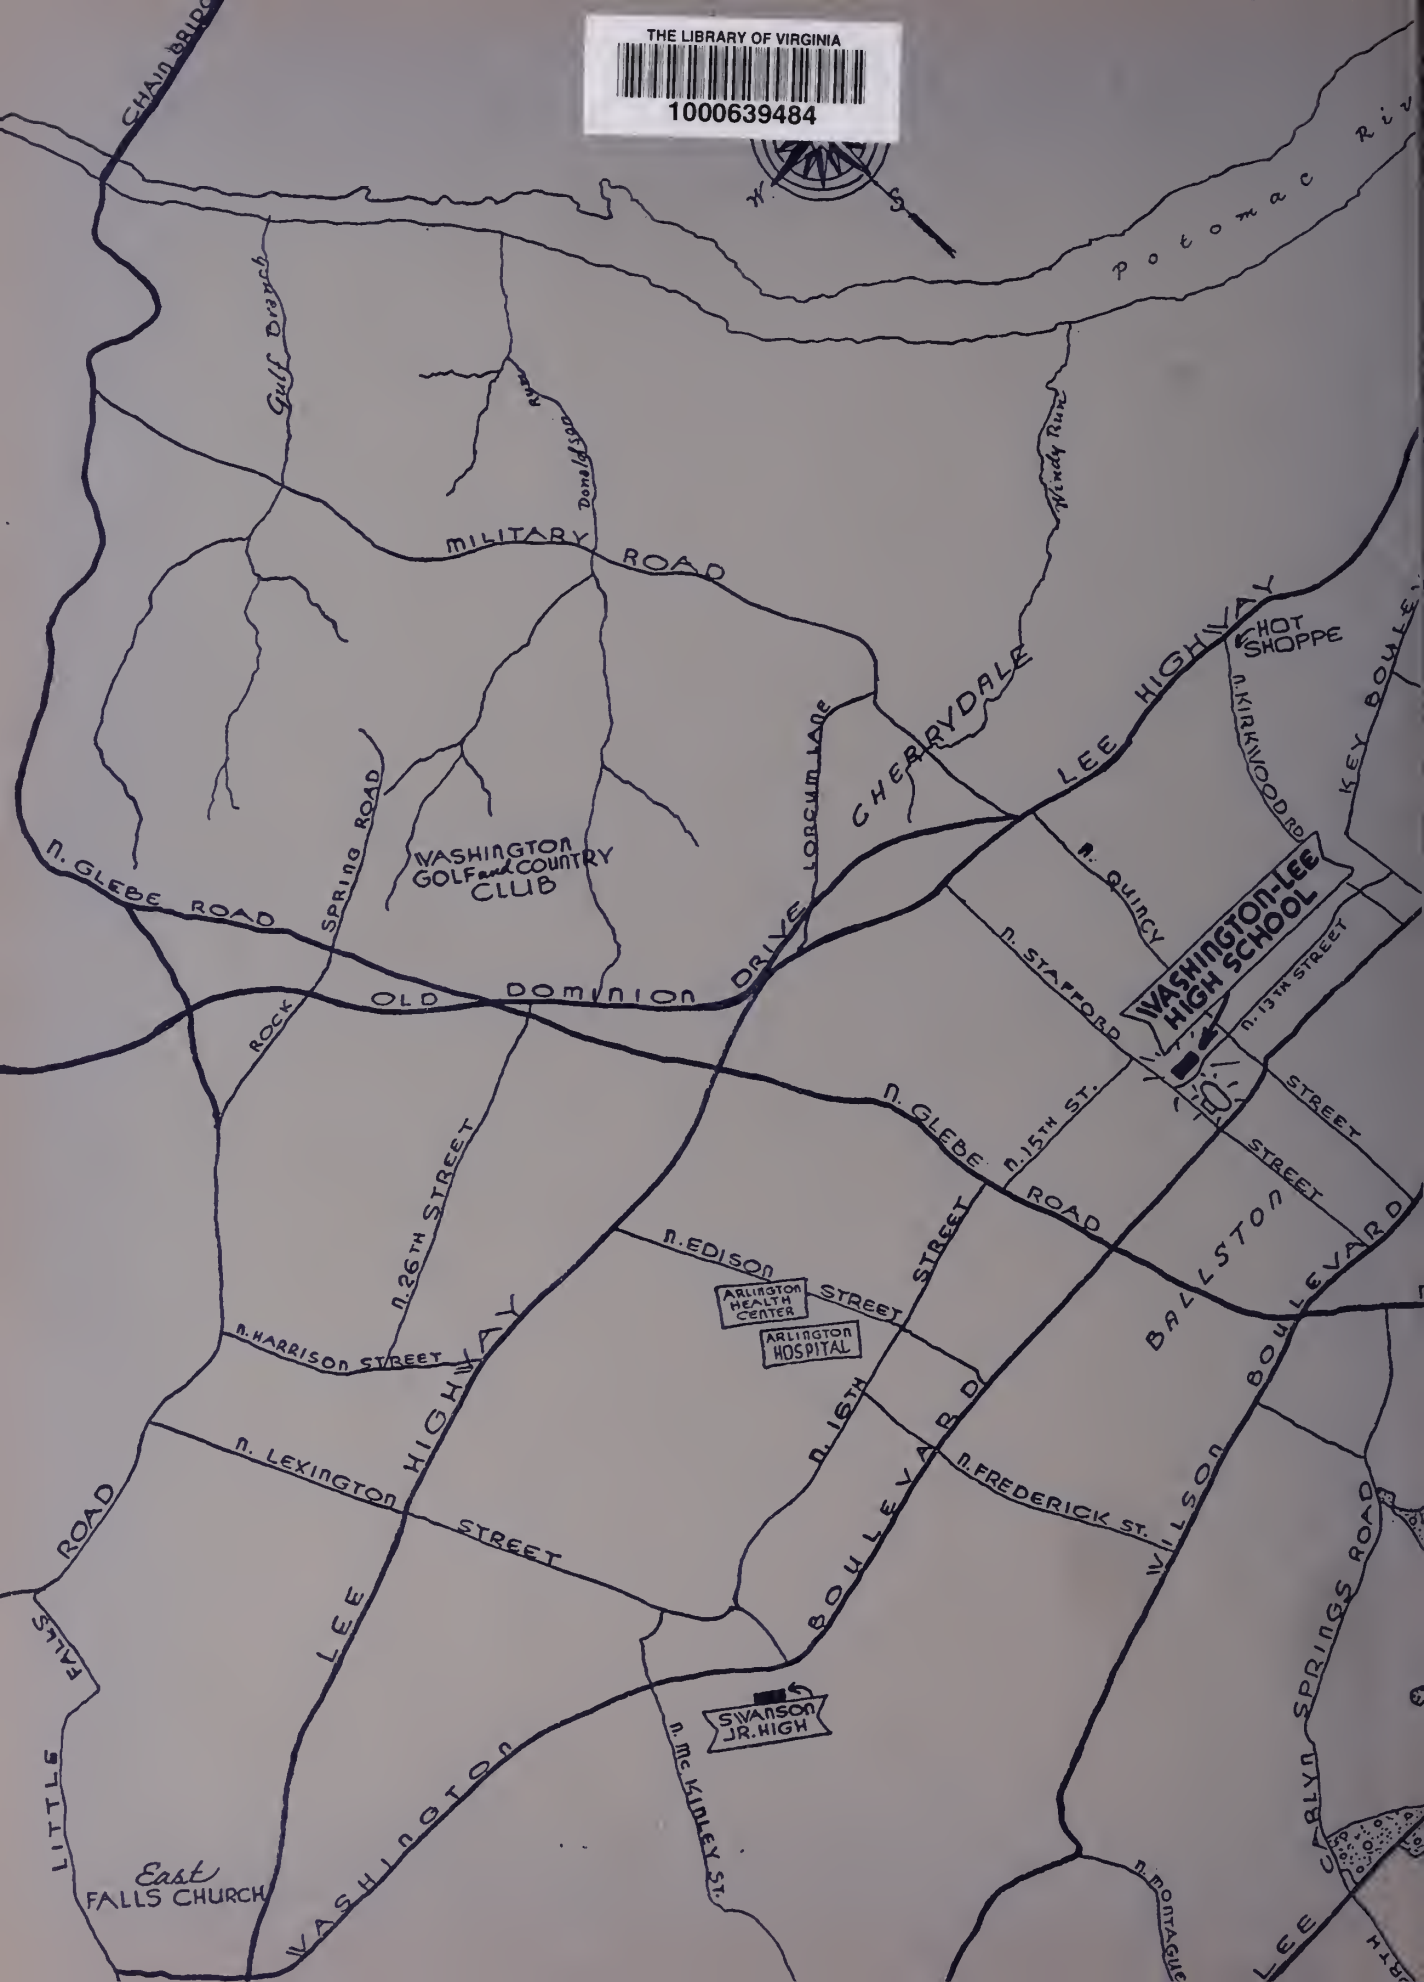 CHAIN BRIDG
THE LIBRARY OF VIRGINIA
1000639484
W.
S
Potomac Riv
Gulf Branch
Donaldson Run
Windy Run
MILITARY ROAD
CHERRYDALE
LEE HIGHWAY
HOT
SHOPPE
N. KIRKWOOD RD
KEY BOULE
LORCUM LANE
SPRING ROAD
WASHINGTON
GOLF and COUNTRY
CLUB
N. GLEBE ROAD
N. QUINCY
WASHINGTON-LEE
HIGH SCHOOL
N. 13TH STREET
N. STAFFORD
OLD DOMINION DRIVE
ROCK
STREET
N. GLEBE ROAD
N. 15TH ST.
STREET
N. 26TH STREET
N. EDISON STREET
ARLINGTON
HEALTH
CENTER
ARLINGTON
HOSPITAL
N. 16TH STREET
BALLSTON
N. HARRISON STREET
LEE HIGHWAY
N. LEXINGTON STREET
N. FREDERICK ST.
WILSON BOULEVARD
LITTLE FALLS ROAD
WASHINGTON BOULEVARD
SWANSON
JR. HIGH
N. McKINLEY ST.
CARLYN SPRINGS ROAD
East
FALLS CHURCH
N. MONTAGUE
LEE